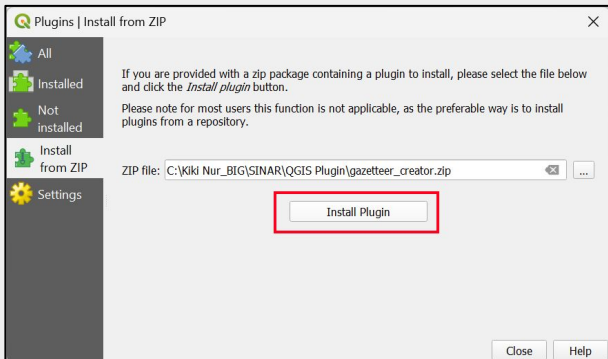 Plugins | Install from ZIP
All
Installed
Not
installed
Install
from ZIP
Settings
If you are provided with a zip package containing a plugin to install, please select the file below
and click the Install plugin button.
Please note for most users this function is not applicable, as the preferable way is to install
plugins from a repository.
ZIP file: C:\Kiki Nur_BIG\SINAR\QGIS Plugin\gazetteer_creator.zip
...
Install Plugin
Close Help